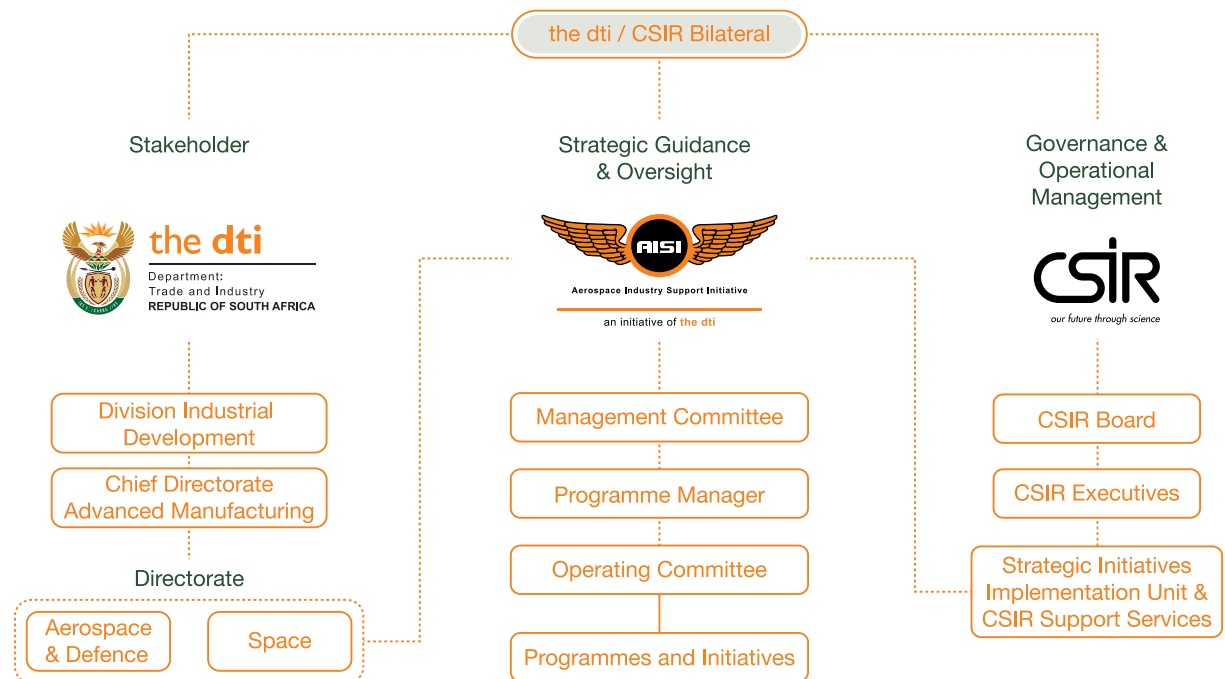 the dti / CSIR Bilateral
Stakeholder
the dti
Department:
Trade and Industry
REPUBLIC OF SOUTH AFRICA
Division Industrial
Development
Chief Directorate
Advanced Manufacturing
Directorate
Aerospace
& Defence
Space
Strategic Guidance
& Oversight
AISI
Aerospace Industry Support Initiative
an initiative of the dti
Management Committee
Programme Manager
Operating Committee
Programmes and Initiatives
Governance &
Operational
Management
CSIR
our future through science
CSIR Board
CSIR Executives
Strategic Initiatives
Implementation Unit &
CSIR Support Services